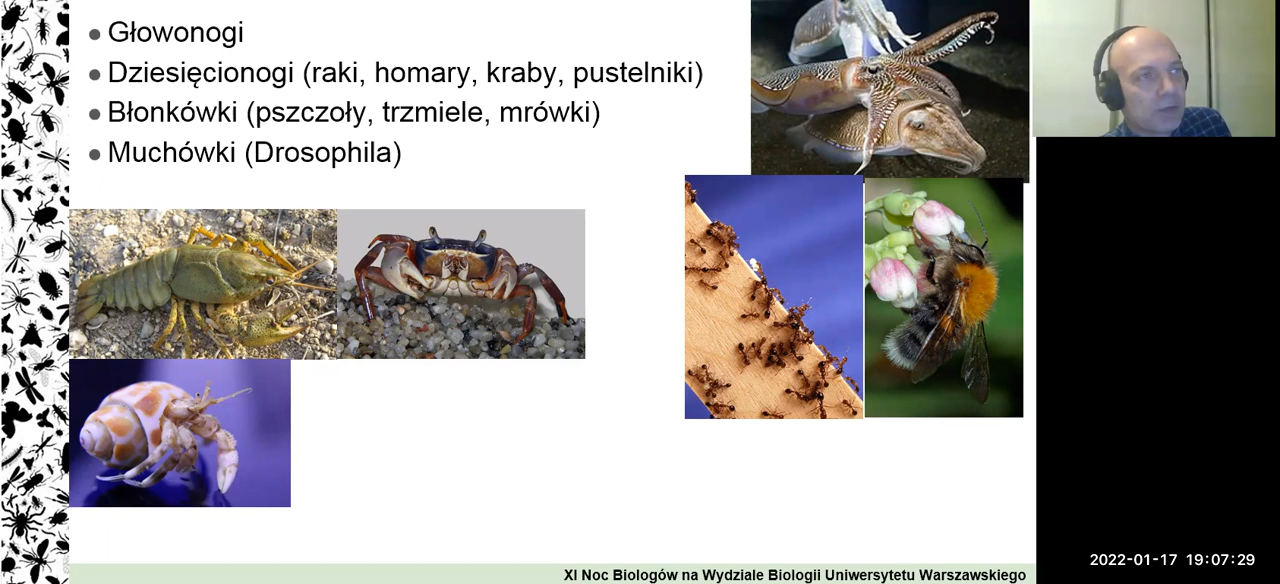 Głowonogi
Dziesięcionogi (raki, homary, kraby, pustelniki)
Błonkówki (pszczoły, trzmiele, mrówki)
Muchówki (Drosophila)
XI Noc Biologów na Wydziale Biologii Uniwersytetu Warszawskiego
2022-01-17 19:07:29